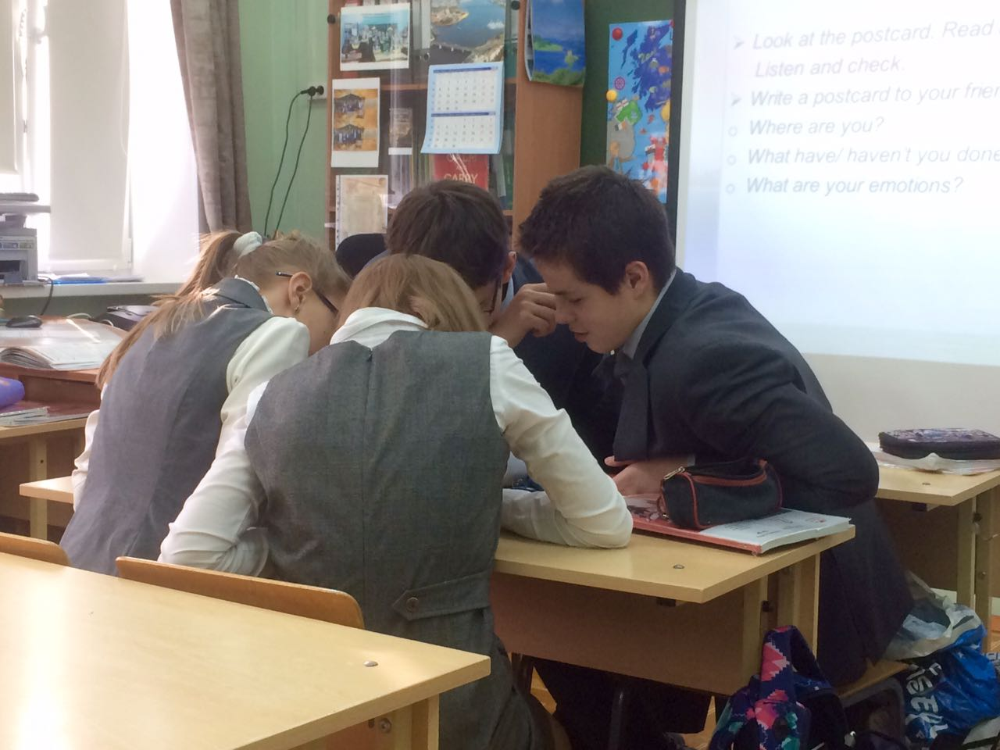 Look at the postcard. Read
Listen and check.
Write a postcard to your frien
Where are you?
What have/ haven't you done
What are your emotions?